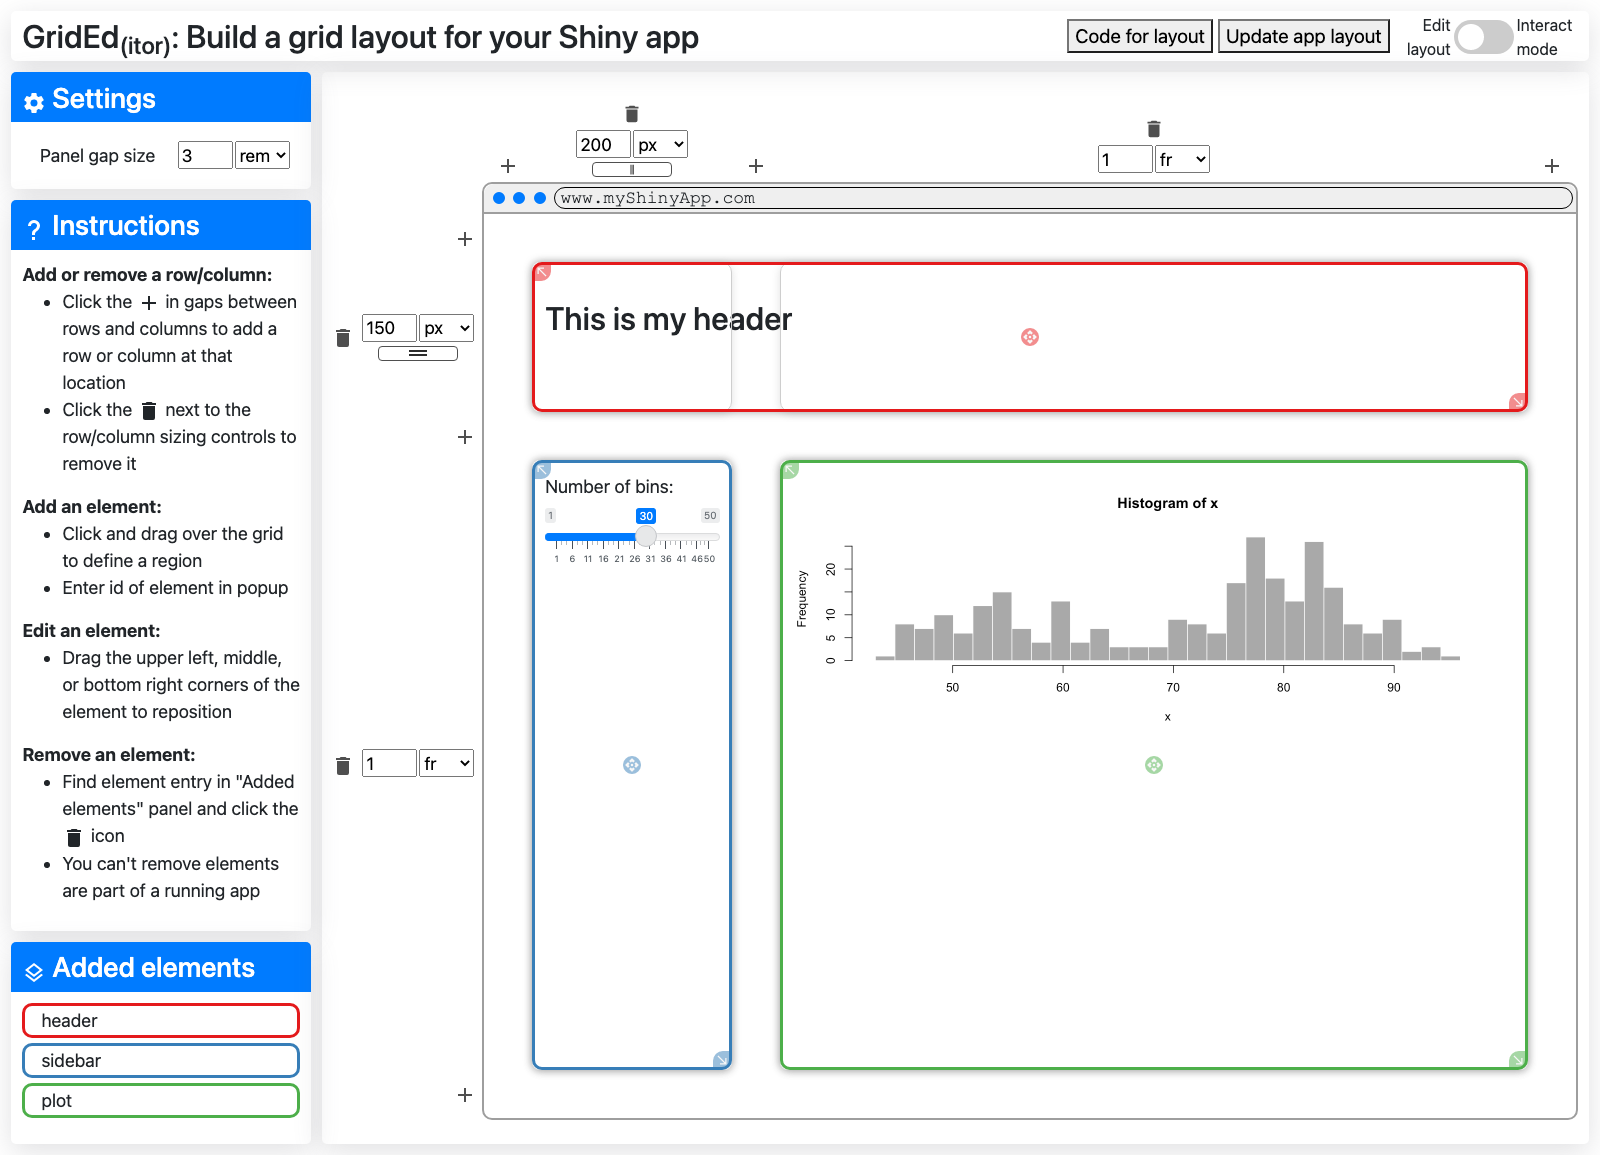 GridEd(itor): Build a grid layout for your Shiny app
Code for layout
Update app layout
Edit
layout
Interact
mode
Settings
Panel gap size
3
rem
? Instructions
Add or remove a row/column:
Click the + in gaps between
rows and columns to add a
row or column at that
location
Click the next to the
row/column sizing controls to
remove it
Add an element:
Click and drag over the grid
to define a region
Enter id of element in popup
Edit an element:
Drag the upper left, middle,
or bottom right corners of the
element to reposition
Remove an element:
Find element entry in "Added
elements" panel and click the
icon
You can't remove elements
are part of a running app
Added elements
header
sidebar
plot
200 px
1 fr
www.myShinyApp.com
150 px
This is my header
1 fr
Number of bins:
1 30 50
1 6 11 16 21 26 31 36 41 46 50
Histogram of x
Frequency
20
10
5
0
50 60 70 80 90
x